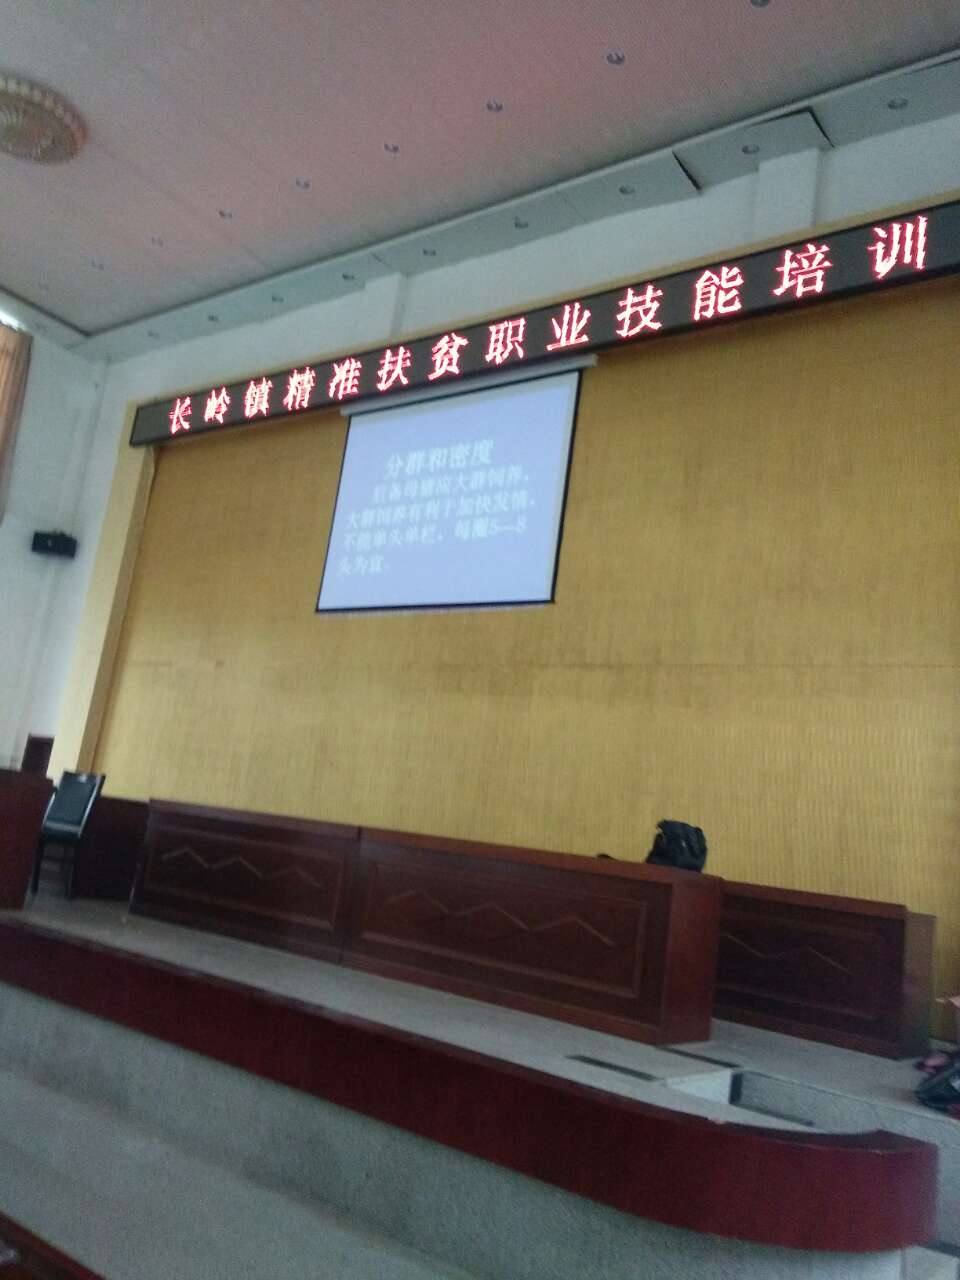 长岭镇精准扶贫职业技能培训
分群和密度
后备母猪应大群饲养，
大群饲养有利于加快发情，
不能单头单栏，每圈5—8
头为宜。